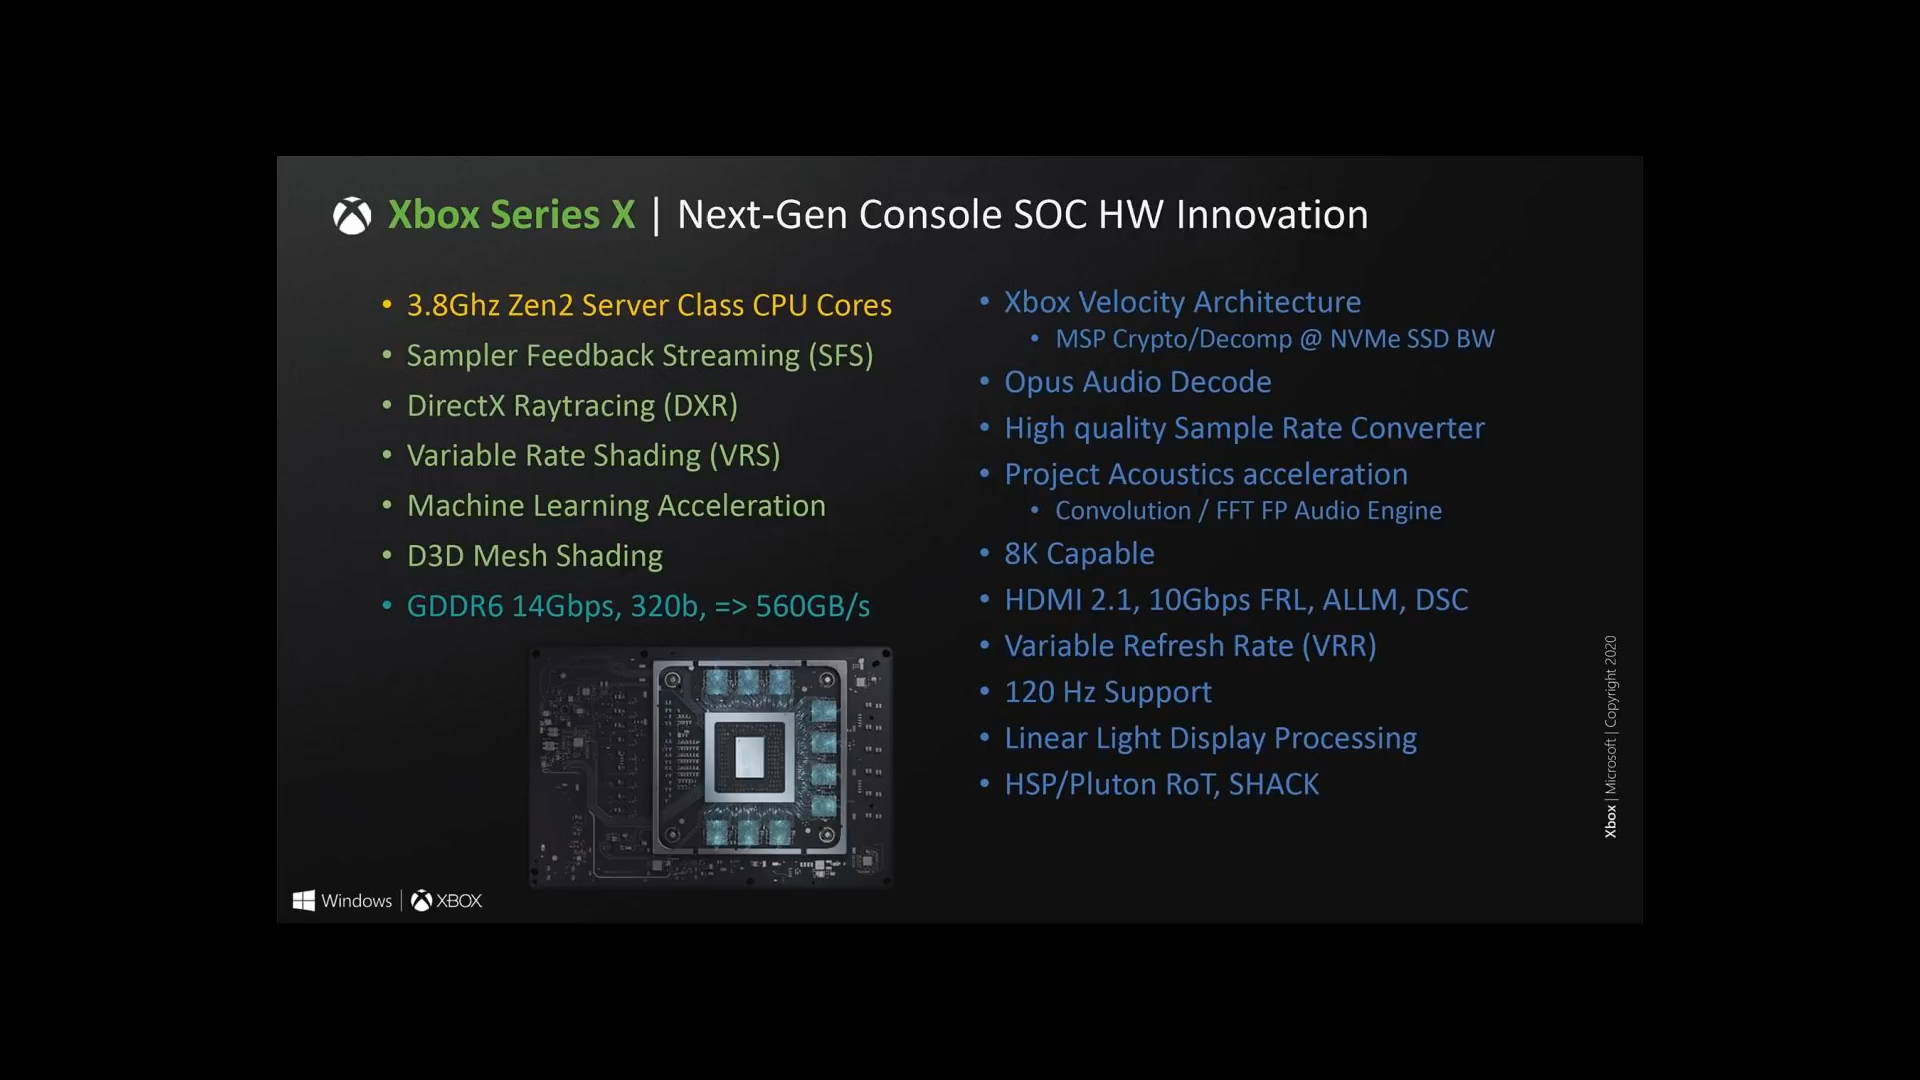 Xbox Series X | Next-Gen Console SOC HW Innovation
• 3.8Ghz Zen2 Server Class CPU Cores
• Sampler Feedback Streaming (SFS)
• DirectX Raytracing (DXR)
• Variable Rate Shading (VRS)
• Machine Learning Acceleration
• D3D Mesh Shading
• GDDR6 14Gbps, 320b, => 560GB/s
• Xbox Velocity Architecture
• MSP Crypto/Decomp @ NVMe SSD BW
• Opus Audio Decode
• High quality Sample Rate Converter
• Project Acoustics acceleration
• Convolution / FFT FP Audio Engine
• 8K Capable
• HDMI 2.1, 10Gbps FRL, ALLM, DSC
• Variable Refresh Rate (VRR)
• 120 Hz Support
• Linear Light Display Processing
• HSP/Pluton RoT, SHACK
Xbox | Microsoft | Copyright 2020
Windows | XBOX